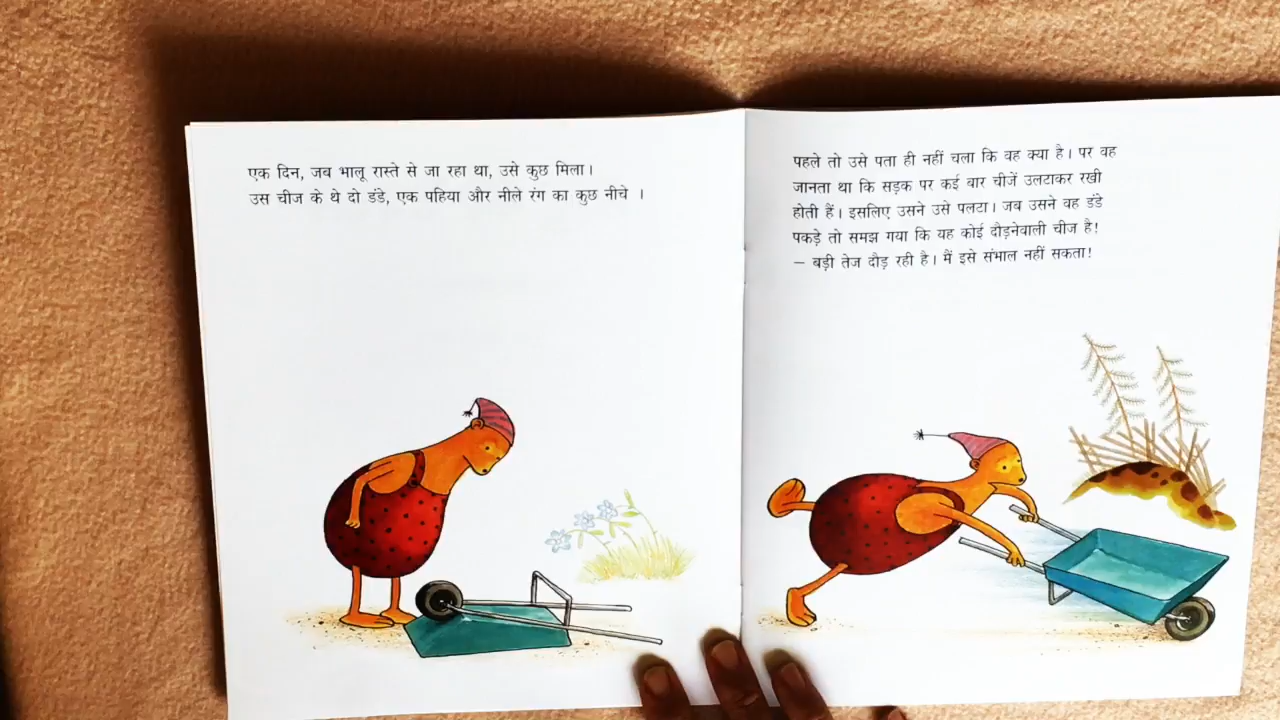 एक दिन, जब भालू रास्ते से जा रहा था, उसे कुछ मिला।
उस चीज के थे दो डंडे, एक पहिया और नीले रंग का कुछ नीचे ।
पहले तो उसे पता ही नहीं चला कि वह क्या है। पर वह
जानता था कि सड़क पर कई बार चीजें उलटाकर रखी
होती हैं। इसलिए उसने उसे पलटा। जब उसने वह डंडे
पकड़े तो समझ गया कि यह कोई दौड़नेवाली चीज है!
– बड़ी तेज दौड़ रही है। मैं इसे संभाल नहीं सकता!